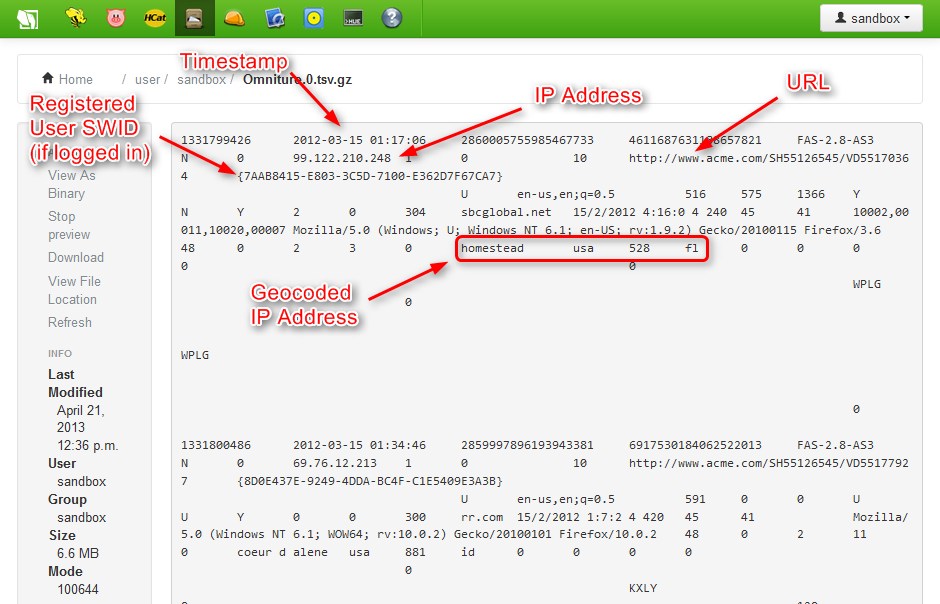 HCat HUE ? sandbox
Timestamp
Home / user / sandbox / Omniture.0.tsv.gz
IP Address
URL
Registered
User SWID
(if logged in)
View As
Binary
Stop
preview
Download
View File
Location
Refresh
INFO
Last
Modified
April 21,
2013
12:36 p.m.
User
sandbox
Group
sandbox
Size
6.6 MB
Mode
100644
1331799426 2012-03-15 01:17:06 2860005755985467733 4611687631188657821 FAS-2.8-AS3
N 0 99.122.210.248 1 0 10 http://www.acme.com/SH55126545/VD5517036
4 {7AAB8415-E803-3C5D-7100-E362D7F67CA7}
U en-us,en;q=0.5 516 575 1366 Y
N Y 2 0 304 sbcglobal.net 15/2/2012 4:16:0 4 240 45 41 10002,00
011,10020,00007 Mozilla/5.0 (Windows; U; Windows NT 6.1; en-US; rv:1.9.2) Gecko/20100115 Firefox/3.6
48 0 2 3 0 homestead usa 528 fl 0 0 0
0 0
WPLG
Geocoded
IP Address
0
WPLG
0
1331800486 2012-03-15 01:34:46 2859997896193943381 6917530184062522013 FAS-2.8-AS3
N 0 69.76.12.213 1 0 10 http://www.acme.com/SH55126545/VD5517792
7 {8D0E437E-9249-4DDA-BC4F-C1E5409E3A3B}
U en-us,en;q=0.5 591 0 0 U
U Y 0 0 300 rr.com 15/2/2012 1:7:2 4 420 45 41 Mozilla/
5.0 (Windows NT 6.1; WOW64; rv:10.0.2) Gecko/20100101 Firefox/10.0.2 48 0 2 11
0 coeur d alene usa 881 id 0 0 0 0
0
KXLY